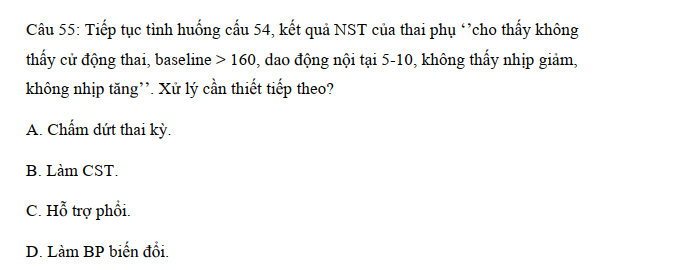 Câu 55: Tiếp tục tình huống cấu 54, kết quả NST của thai phụ ‘’cho thấy không
thấy cử động thai, baseline > 160, dao động nội tại 5-10, không thấy nhịp giảm,
không nhịp tăng’’. Xử lý cần thiết tiếp theo?
A. Chấm dứt thai kỳ.
B. Làm CST.
C. Hỗ trợ phổi.
D. Làm BP biến đổi.